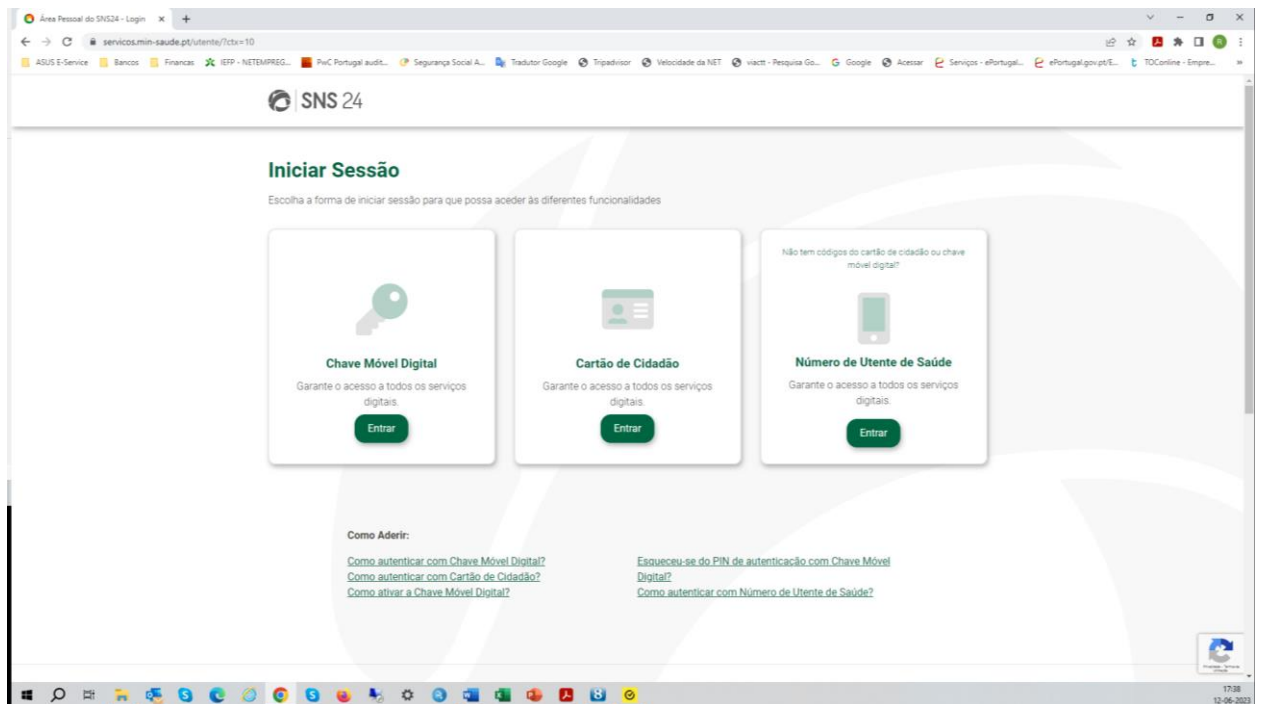 Área Pessoal do SNS24 - Login
servicos.min-saude.pt/utente/?ctx=10
ASUS E-Service Bancos Financas IEFP - NETEMPREG... PwC Portugal audit... Segurança Social A... Tradutor Google Tripadvisor Velocidade da NET viactt - Pesquisa Go... Google Acessar Serviços - ePortugal... ePortugal.gov.pt/E... TOConline - Empre...
SNS 24
Iniciar Sessão
Escolha a forma de iniciar sessão para que possa aceder às diferentes funcionalidades
Chave Móvel Digital
Garante o acesso a todos os serviços
digitais.
Entrar
Cartão de Cidadão
Garante o acesso a todos os serviços
digitais.
Entrar
Não tem códigos do cartão de cidadão ou chave
móvel digital?
Número de Utente de Saúde
Garante o acesso a todos os serviços
digitais.
Entrar
Como Aderir:
Como autenticar com Chave Móvel Digital?
Como autenticar com Cartão de Cidadão?
Como ativar a Chave Móvel Digital?
Esqueceu-se do PIN de autenticação com Chave Móvel
Digital?
Como autenticar com Número de Utente de Saúde?
17:38
12-06-2023